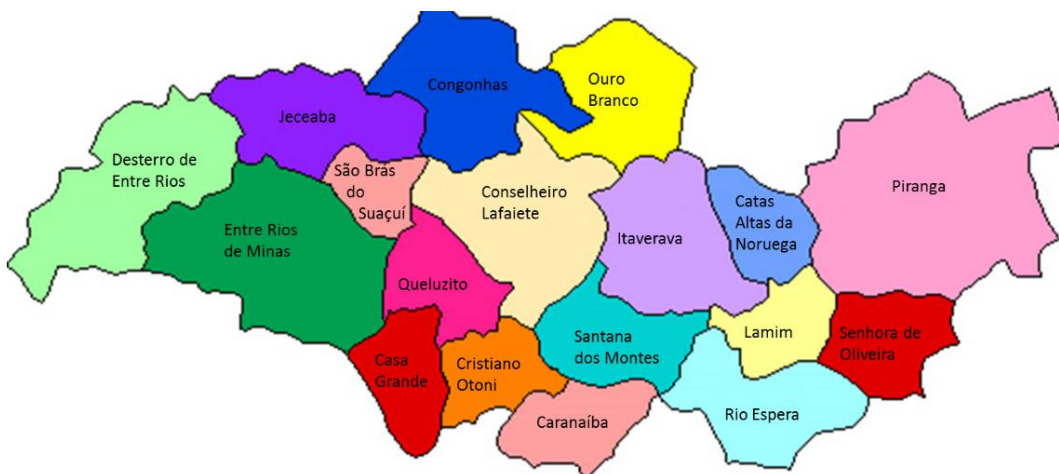 Congonhas
Ouro
Branco
Jeceaba
Desterro de
Entre Rios
São Brás
do
Suaçuí
Conselheiro
Lafaiete
Catas
Altas da
Noruega
Piranga
Entre Rios
de Minas
Itaverava
Queluzito
Santana
dos Montes
Lamim
Senhora de
Oliveira
Casa
Grande
Cristiano
Otoni
Caranaíba
Rio Espera